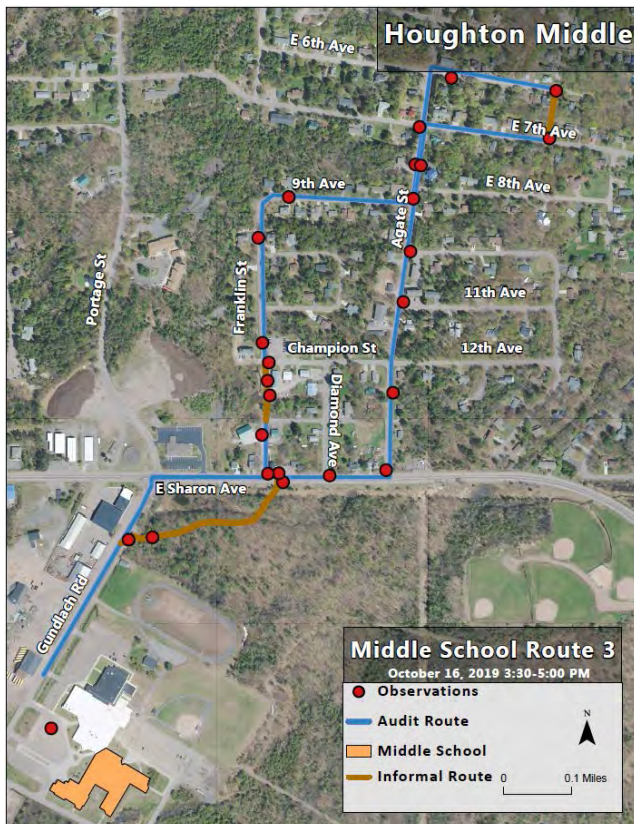 Houghton Middle
E 6th Ave
E 7th Ave
E 8th Ave
9th Ave
Agate St
Portage St
Franklin St
11th Ave
Champion St
12th Ave
Diamond Ave
E Sharon Ave
Gundlach Rd
Middle School Route 3
October 16, 2019 3:30-5:00 PM
Observations
Audit Route
Middle School
Informal Route
N
0 0.1 Miles